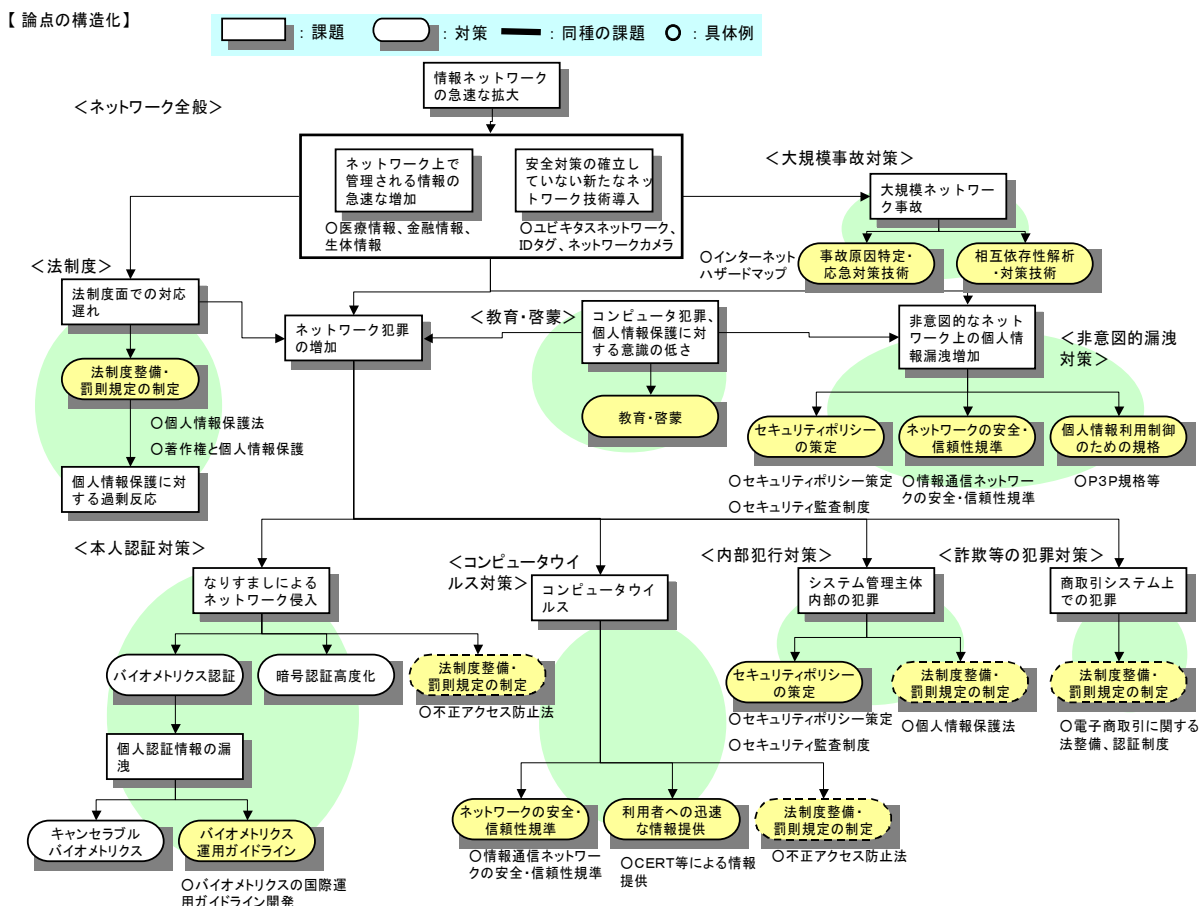 【 論点の構造化】
：課題
：対策
：同種の課題
：具体例
情報ネットワーク
の急速な拡大
＜ネットワーク全般＞
ネットワーク上で
管理される情報の
急速な増加
○医療情報、金融情報、
生体情報
安全対策の確立し
ていない新たなネッ
トワーク技術導入
○ユビキタスネットワーク、
IDタグ、ネットワークカメラ
＜大規模事故対策＞
大規模ネットワー
ク事故
○インターネット
ハザードマップ
事故原因特定・
応急対策技術
相互依存性解析
・対策技術
＜法制度＞
法制度面での対応
遅れ
法制度整備・
罰則規定の制定
○個人情報保護法
○著作権と個人情報保護
個人情報保護に対
する過剰反応
ネットワーク犯罪
の増加
＜教育・啓蒙＞
コンピュータ犯罪、
個人情報保護に対
する意識の低さ
教育・啓蒙
非意図的なネット
ワーク上の個人情
報漏洩増加
＜非意図的漏洩
対策＞
セキュリティポリシー
の策定
○セキュリティポリシー策定
○セキュリティ監査制度
ネットワークの安全・
信頼性規準
○情報通信ネットワー
クの安全・信頼性規準
個人情報利用制御
のための規格
○P3P規格等
＜本人認証対策＞
なりすましによる
ネットワーク侵入
バイオメトリクス認証
暗号認証高度化
法制度整備・
罰則規定の制定
○不正アクセス防止法
個人認証情報の漏
洩
キャンセラブル
バイオメトリクス
バイオメトリクス
運用ガイドライン
○バイオメトリクスの国際運
用ガイドライン開発
＜コンピュータウイ
ルス対策＞
コンピュータウイ
ルス
ネットワークの安全・
信頼性規準
○情報通信ネットワー
クの安全・信頼性規準
利用者への迅速
な情報提供
○CERT等による情報
提供
法制度整備・
罰則規定の制定
○不正アクセス防止法
＜内部犯行対策＞
システム管理主体
内部の犯罪
セキュリティポリシー
の策定
○セキュリティポリシー策定
○セキュリティ監査制度
法制度整備・
罰則規定の制定
○個人情報保護法
＜詐欺等の犯罪対策＞
商取引システム上
での犯罪
法制度整備・
罰則規定の制定
○電子商取引に関する
法整備、認証制度